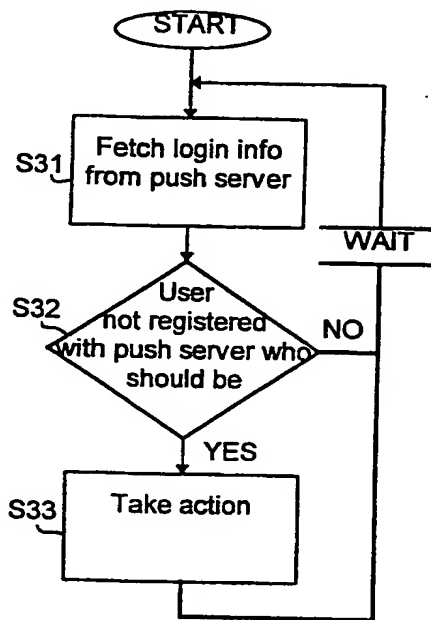 START
Fetch login info
from push server
S31
WAIT
User
not registered
with push server who
should be
S32
NO
YES
Take action
S33